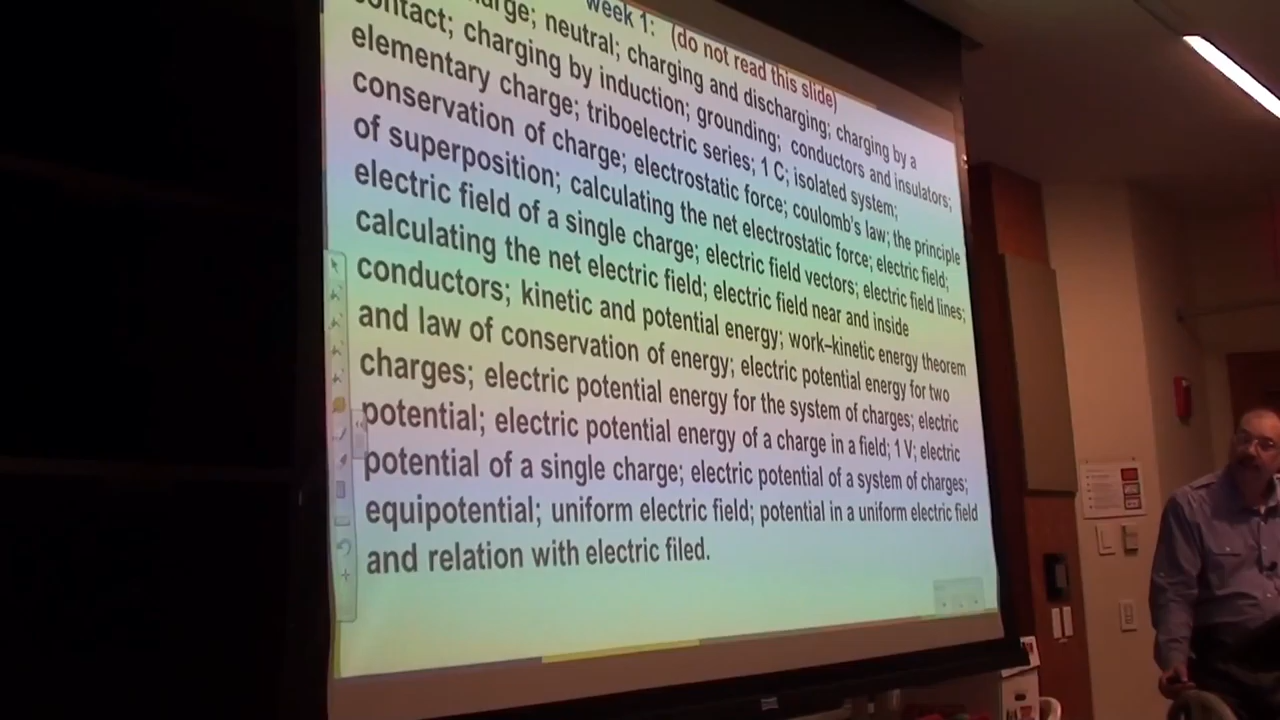 week 1: (do not read this slide)
neutral; charging and discharging; charging by a
contact; charging by induction; grounding; conductors and insulators;
elementary charge; triboelectric series; 1 C; isolated system;
conservation of charge; electrostatic force; coulomb's law; the principle
of superposition; calculating the net electrostatic force; electric field;
electric field of a single charge; electric field vectors; electric field lines;
calculating the net electric field; electric field near and inside
conductors; kinetic and potential energy; work–kinetic energy theorem
and law of conservation of energy; electric potential energy for two
charges; electric potential energy for the system of charges; electric
potential; electric potential energy of a charge in a field; 1 V; electric
potential of a single charge; electric potential of a system of charges;
equipotential; uniform electric field; potential in a uniform electric field
and relation with electric filed.